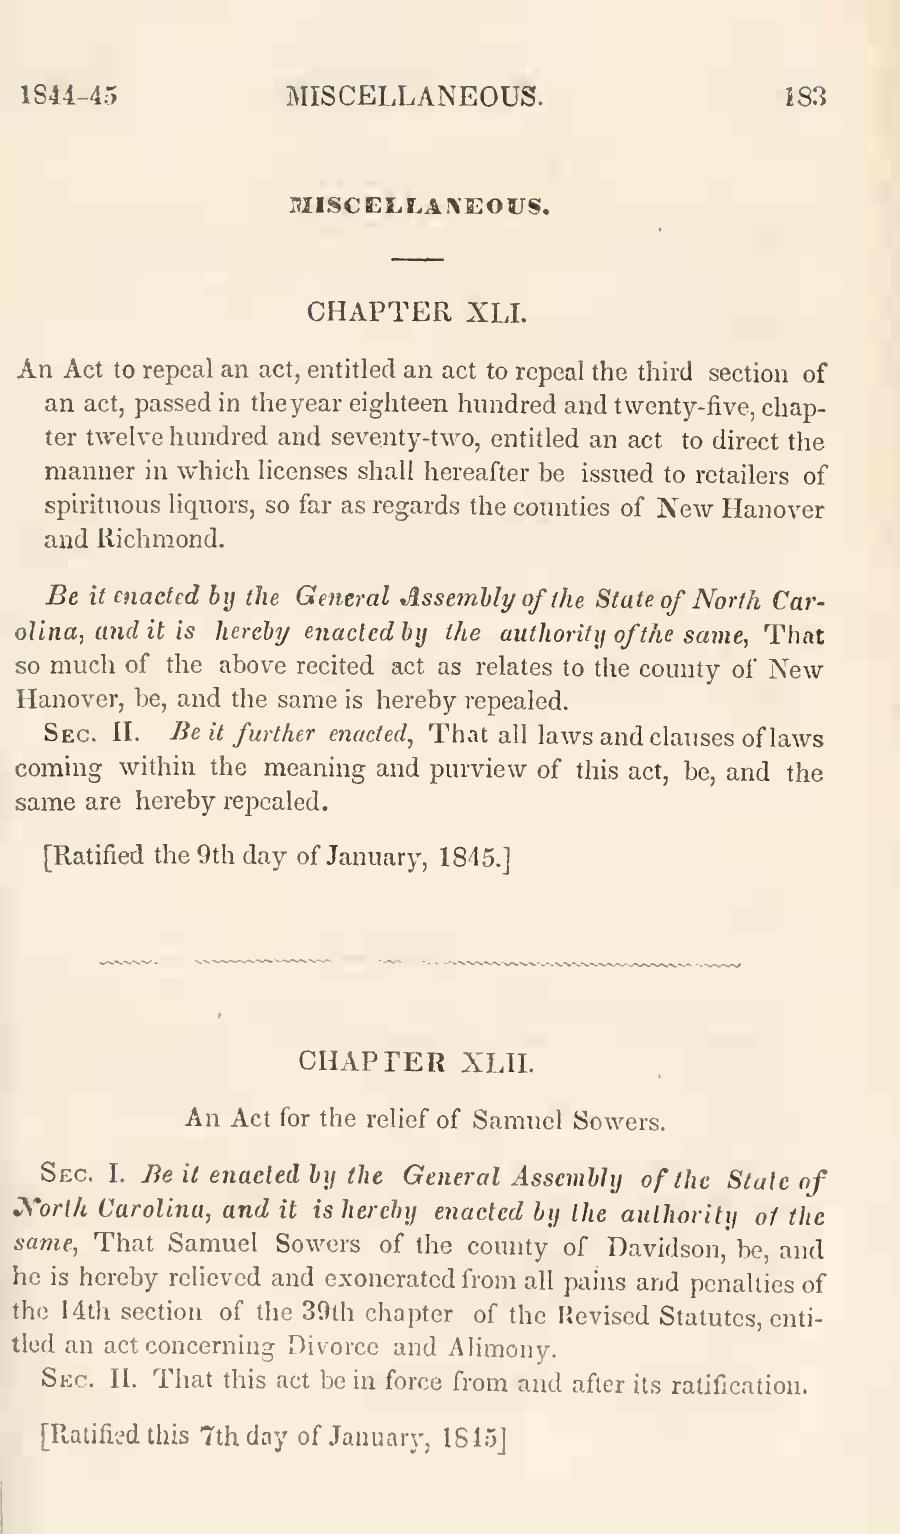 1844-45 MISCELLANEOUS. 183
MISCELLANEOUS.
CHAPTER XLI.
An Act to repeal an act, entitled an act to repeal the third section of
an act, passed in the year eighteen hundred and twenty-five, chap-
ter twelve hundred and seventy-two, entitled an act to direct the
manner in which licenses shall hereafter be issued to retailers of
spirituous liquors, so far as regards the counties of New Hanover
and Richmond.
Be it enacted by the General Assembly of the State of North Car-
olina, and it is hereby enacted by the authority of the same, That
so much of the above recited act as relates to the county of New
Hanover, be, and the same is hereby repealed.
SEC. II. Be it further enacted, That all laws and clauses of laws
coming within the meaning and purview of this act, be, and the
same are hereby repealed.
[Ratified the 9th day of January, 1845.]
CHAPTER XLII.
An Act for the relief of Samuel Sowers.
SEC. I. Be it enacted by the General Assembly of the State of
North Carolina, and it is hereby enacted by the authority of the
same, That Samuel Sowers of the county of Davidson, be, and
he is hereby relieved and exonerated from all pains and penalties of
the 14th section of the 39th chapter of the Revised Statutes, enti-
tled an act concerning Divorce and Alimony.
SEC. II. That this act be in force from and after its ratification.
[Ratified this 7th day of January, 1845]